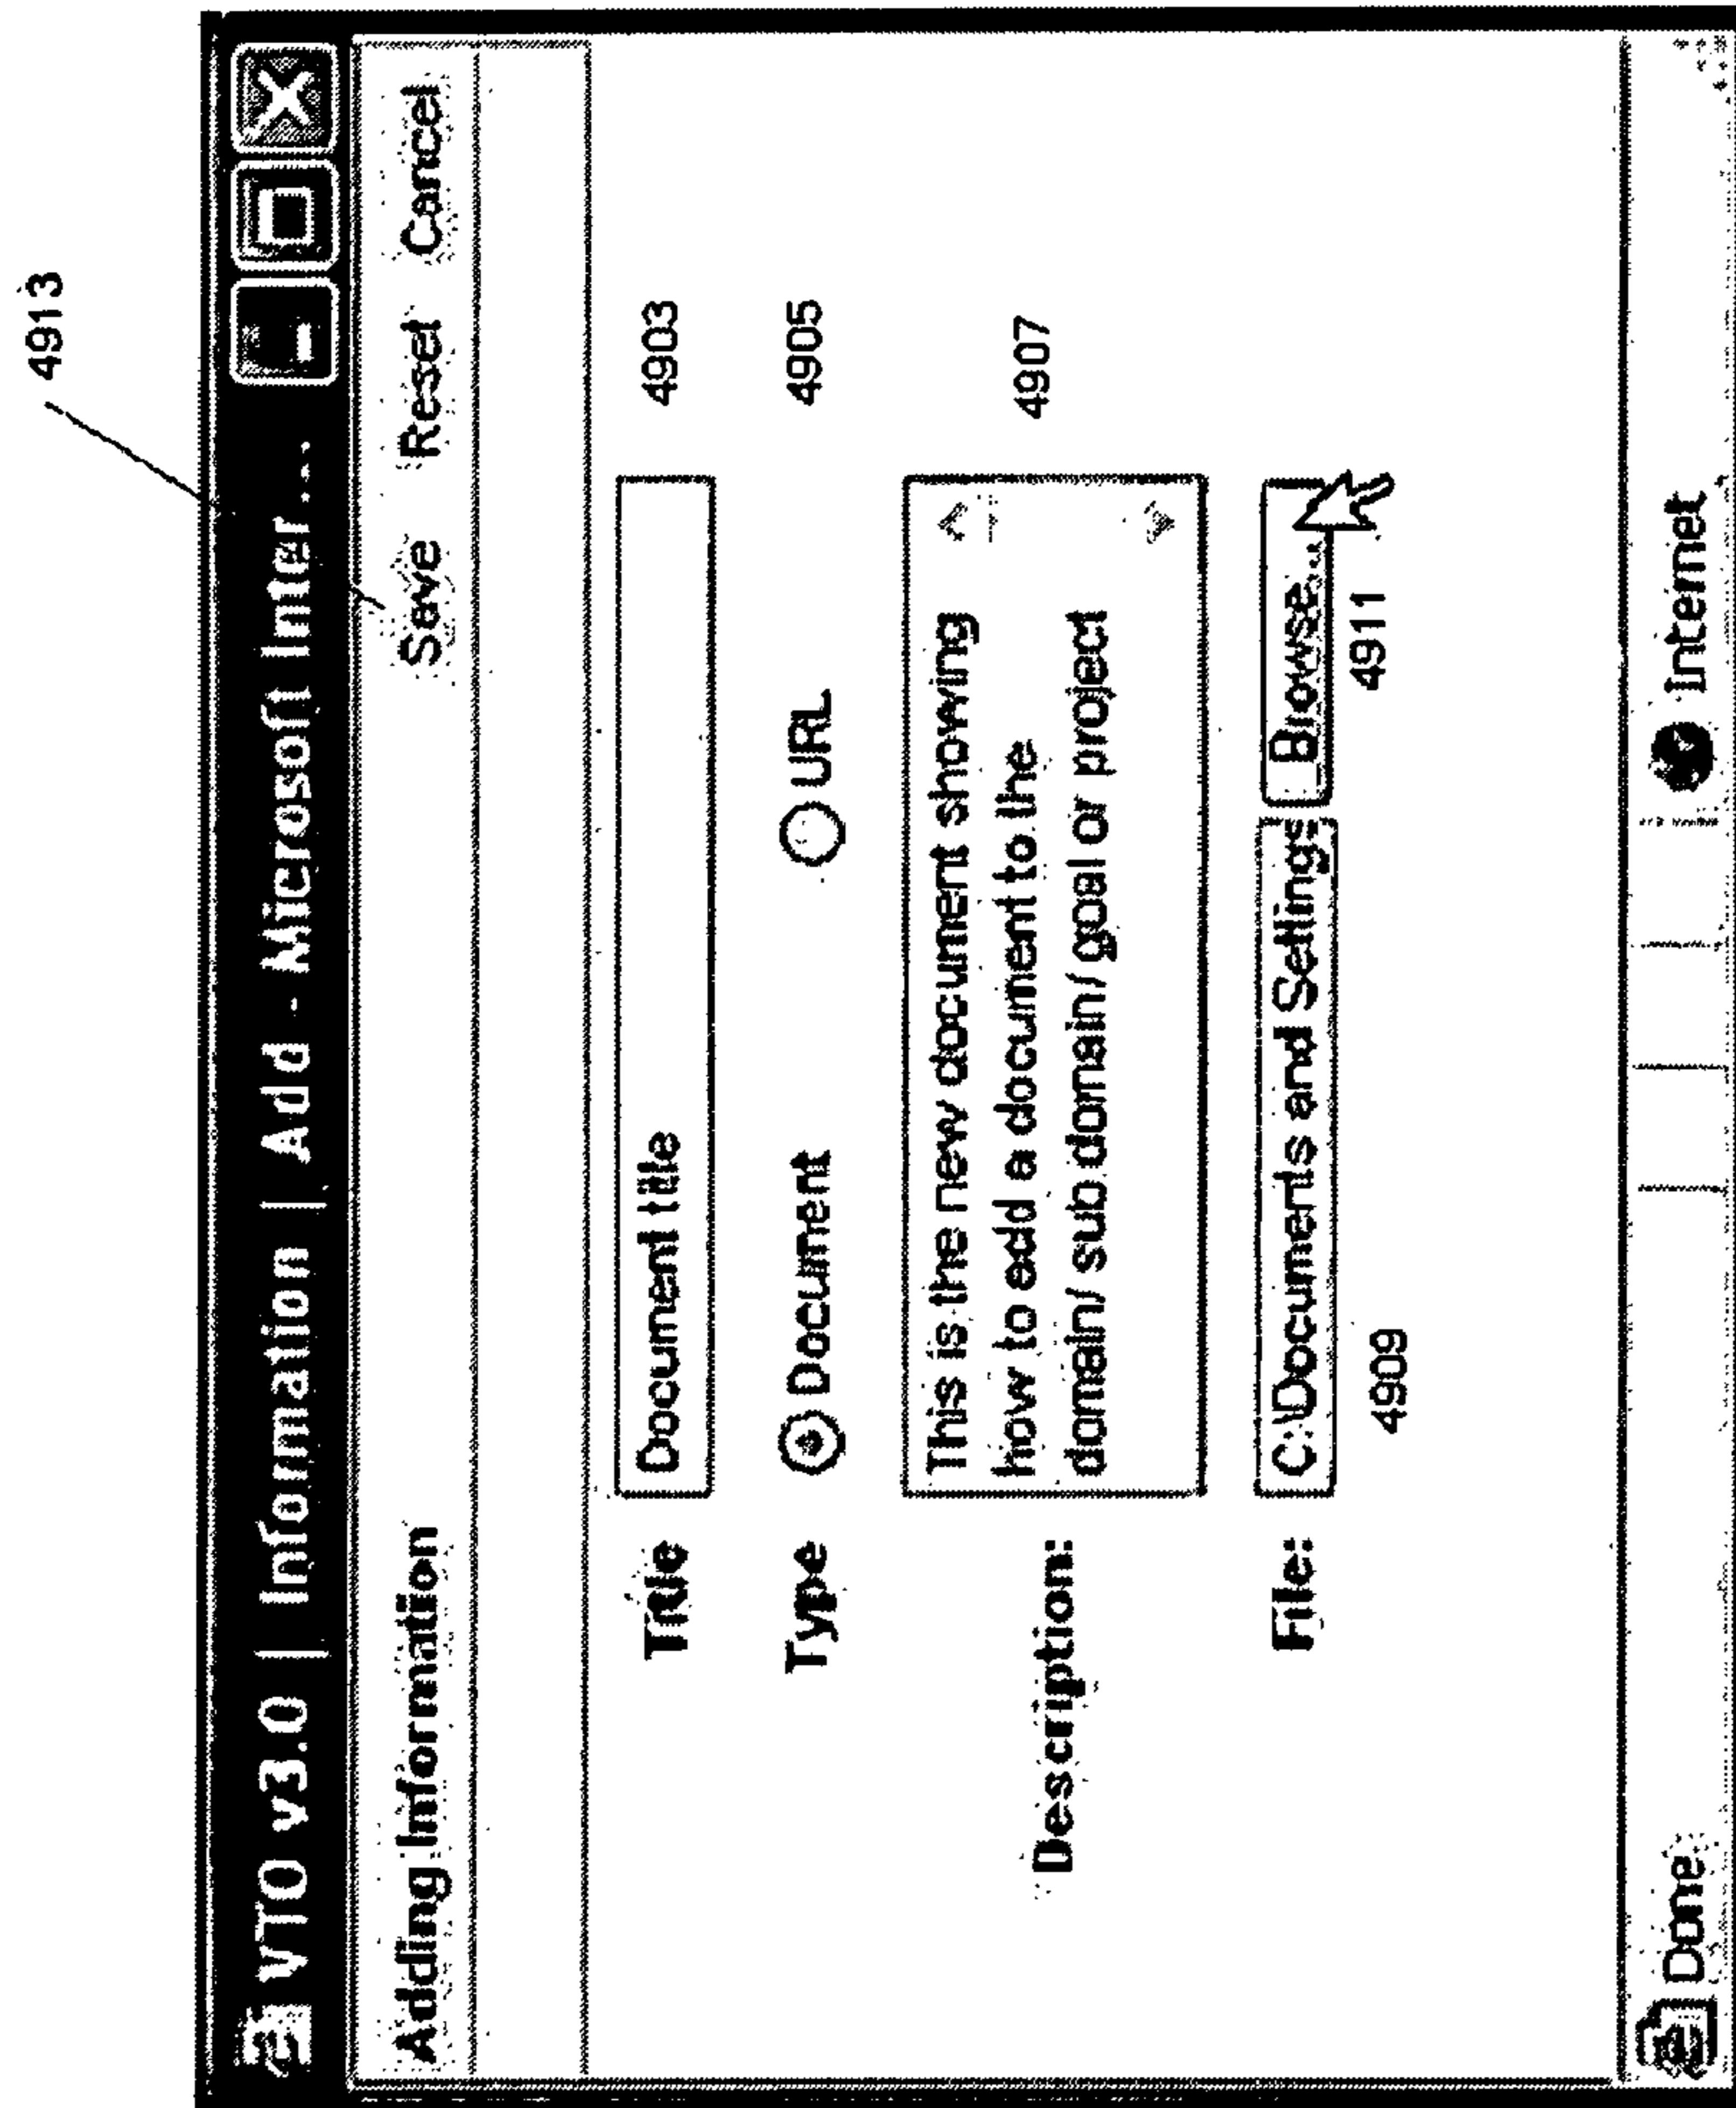 4913
VTO v3.0 | Information | Add - Microsoft Inter...
Adding Information Save Reset Cancel
Title Document title 4903
Type Document URL 4905
Description: This is the new document showing
how to add a document to the
domain/ sub domain/ goal or project 4907
File: C:\Documents and Settings Browse...
4909 4911
Done Internet